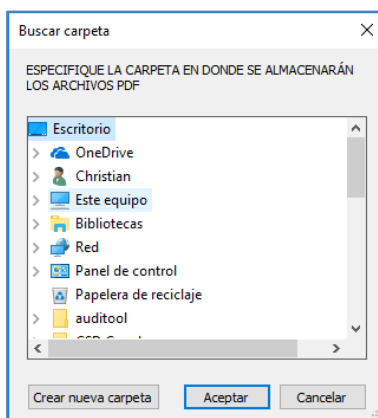 Buscar carpeta
ESPECIFIQUE LA CARPETA EN DONDE SE ALMACENARÁN
LOS ARCHIVOS PDF
Escritorio
OneDrive
Christian
Este equipo
Bibliotecas
Red
Panel de control
Papelera de reciclaje
auditool
Crear nueva carpeta Aceptar Cancelar